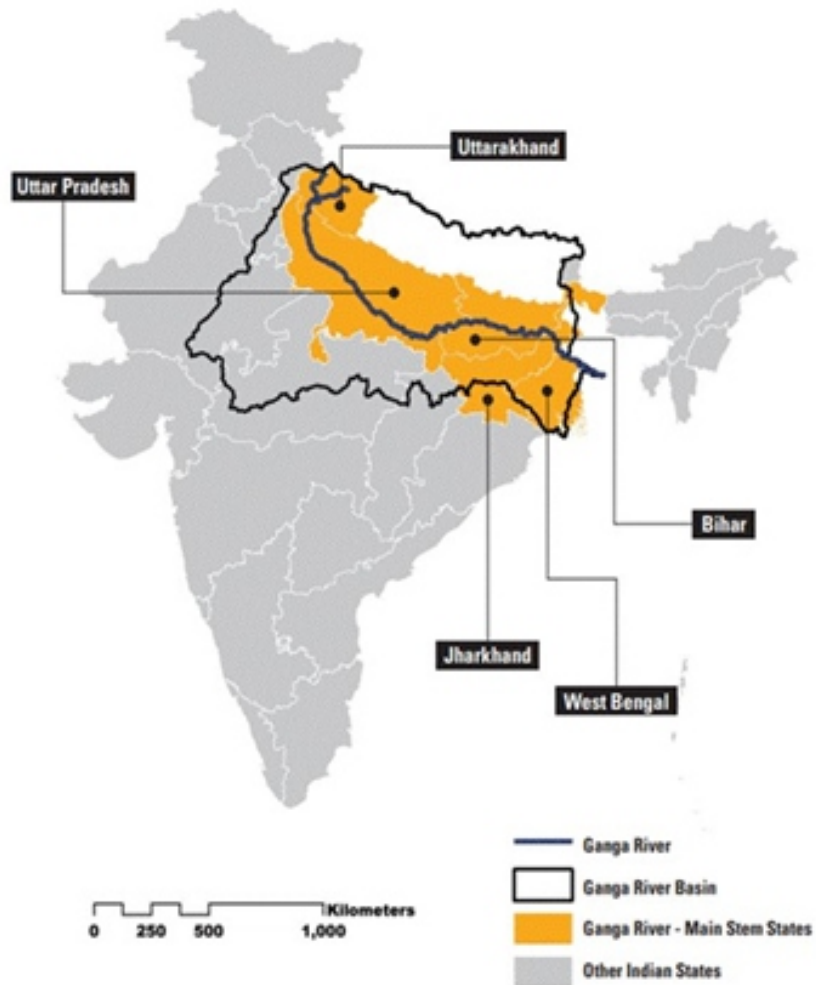 Uttarakhand
Uttar Pradesh
Bihar
Jharkhand
West Bengal
Ganga River
Ganga River Basin
Ganga River - Main Stem States
Other Indian States
Kilometers
0 250 500 1,000